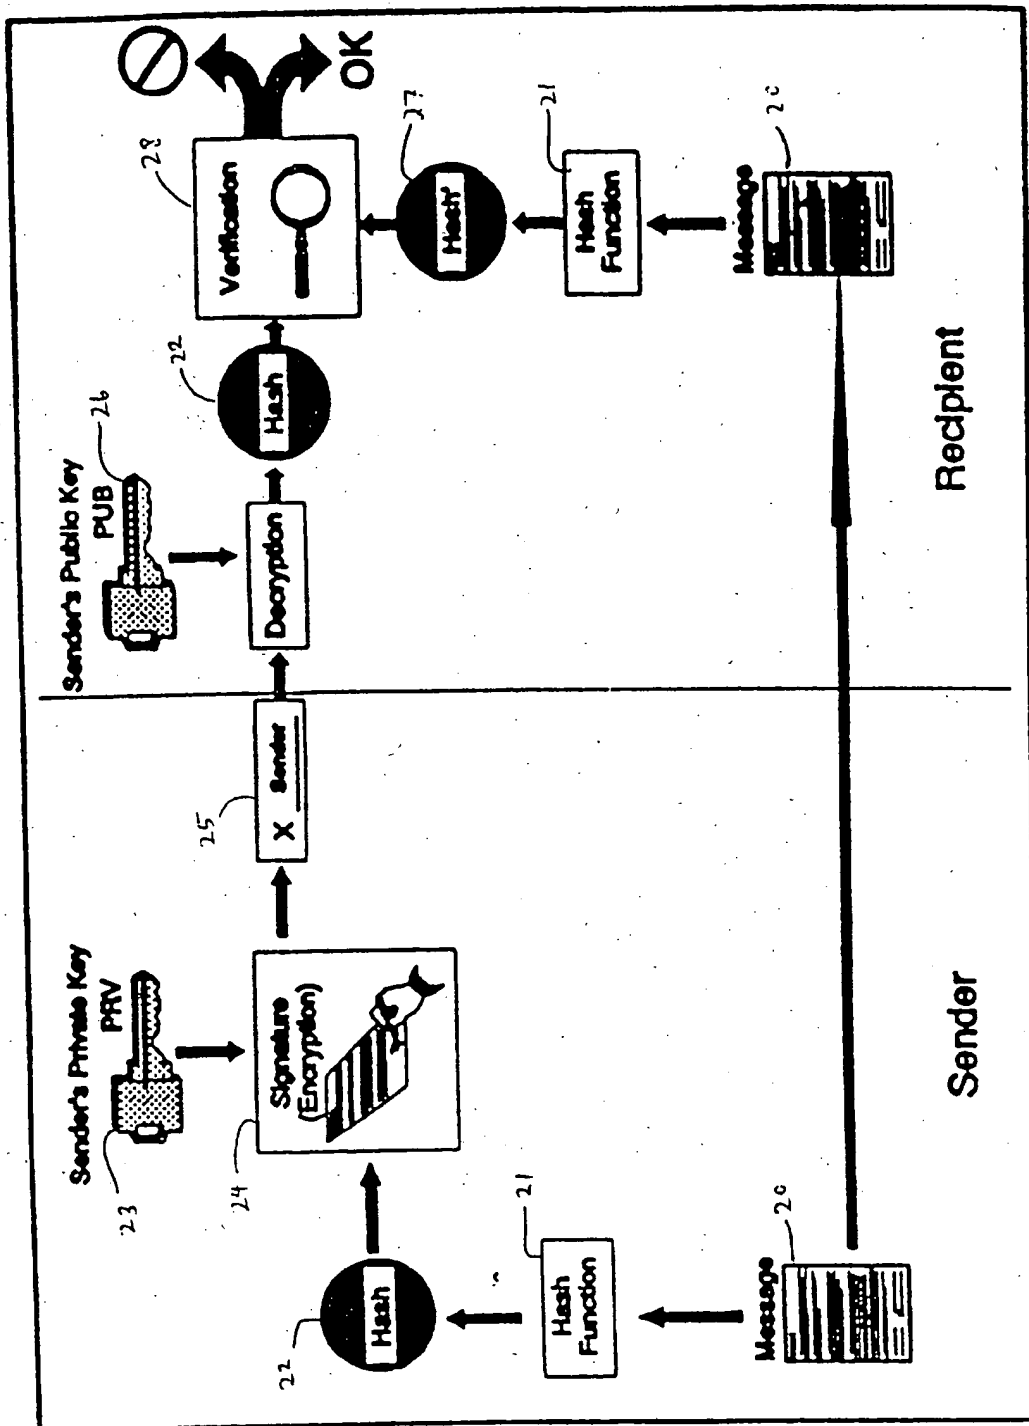 Sender's Private Key
PRV
23
Signature
(Encryption)
24
22
Hash
21
Hash
Function
Message
20
Sender
25
X Sender
Sender's Public Key
PUB
26
Decryption
22
Hash
Verification
28
OK
27
Hash'
21
Hash
Function
Message
20
Recipient